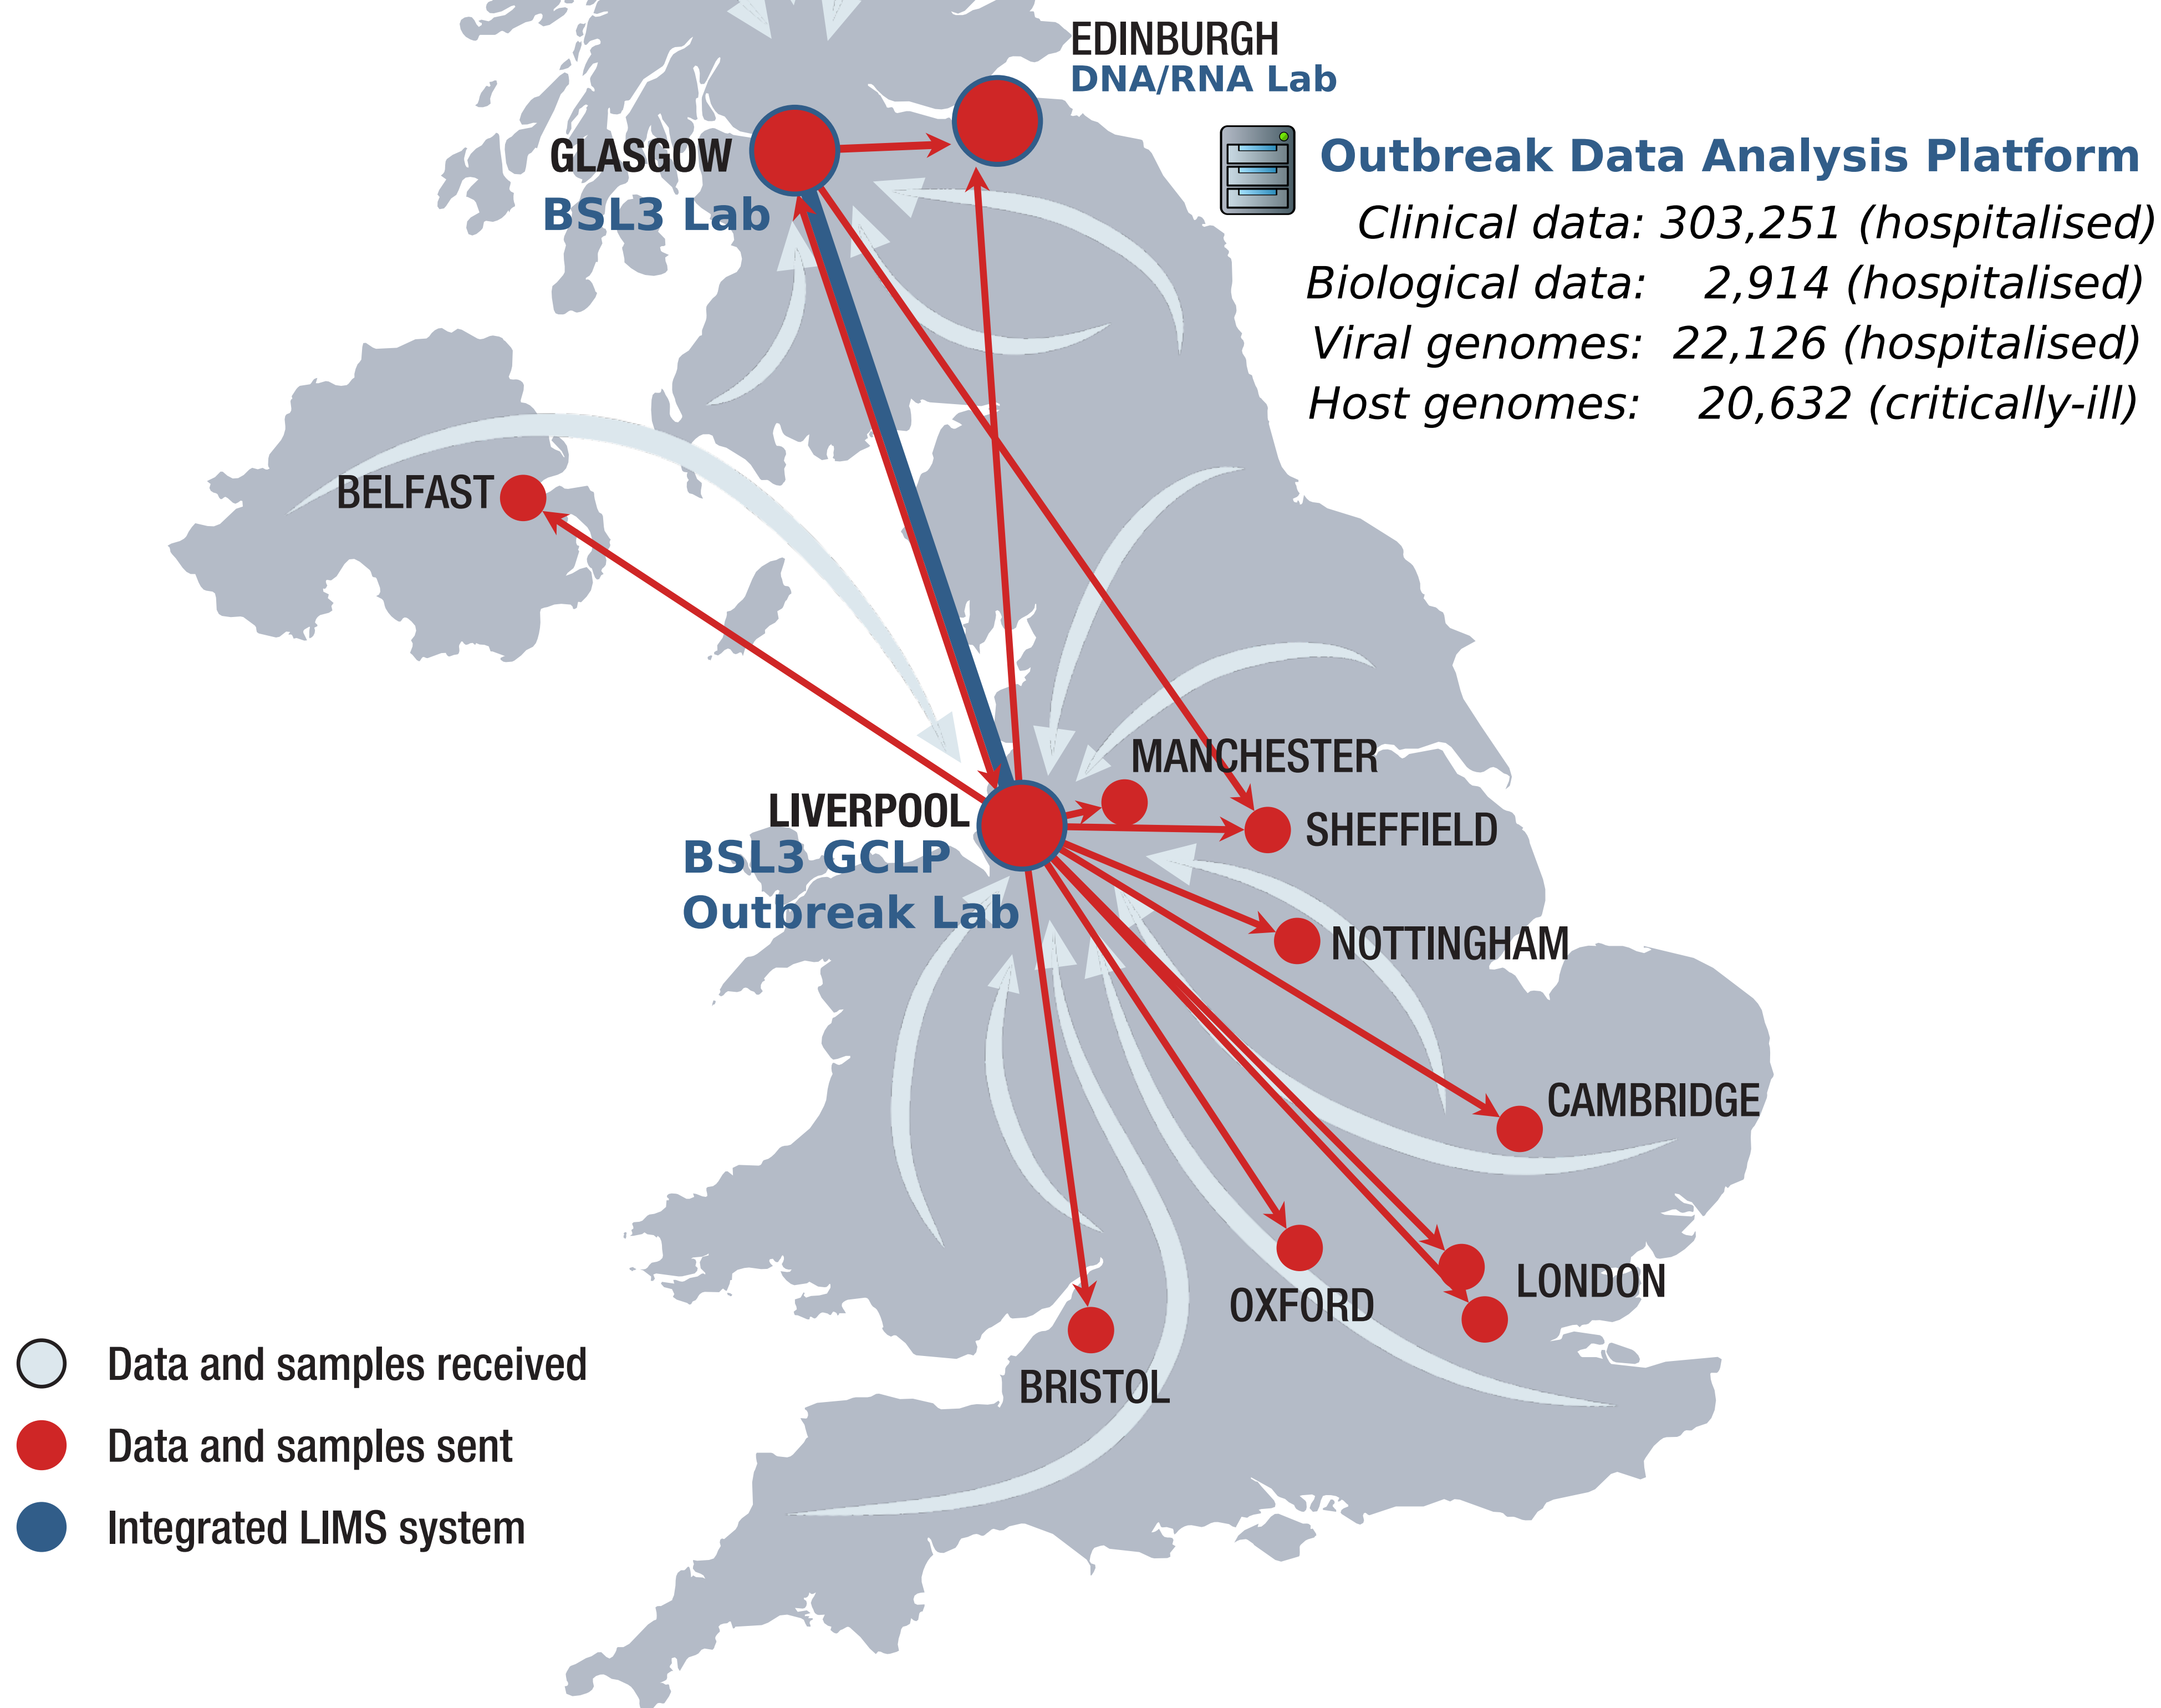 EDINBURGH
DNA/RNA Lab
GLASGOW
BSL3 Lab
Outbreak Data Analysis Platform
Clinical data: 303,251 (hospitalised)
Biological data: 2,914 (hospitalised)
Viral genomes: 22,126 (hospitalised)
Host genomes: 20,632 (critically-ill)
BELFAST
MANCHESTER
LIVERPOOL
BSL3 GCLP
Outbreak Lab
SHEFFIELD
NOTTINGHAM
CAMBRIDGE
LONDON
OXFORD
BRISTOL
Data and samples received
Data and samples sent
Integrated LIMS system